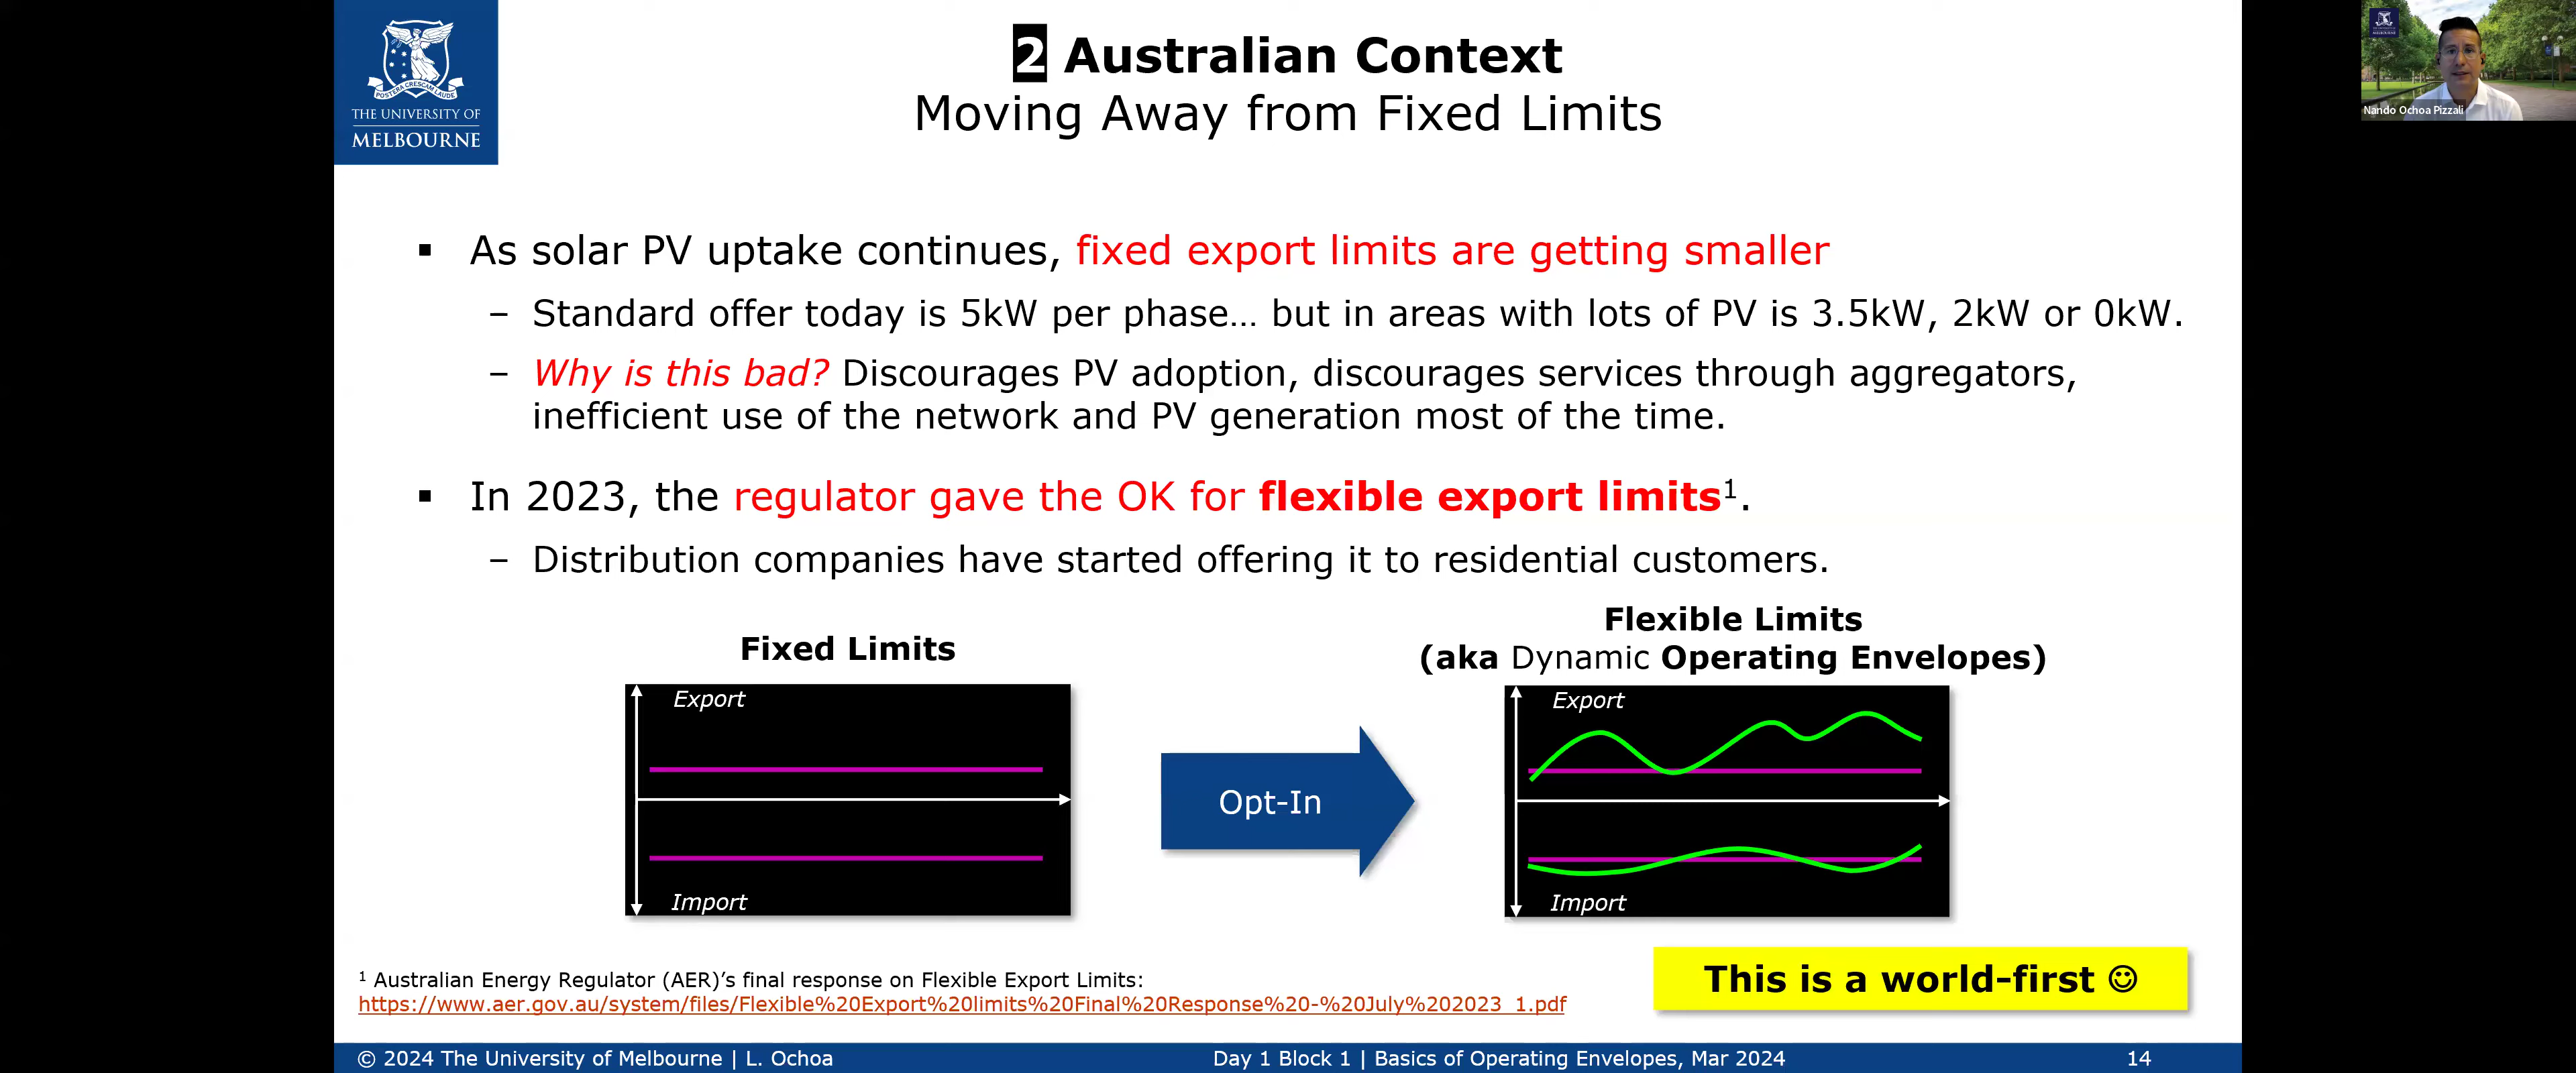 THE UNIVERSITY OF
MELBOURNE
POSTERA CRESCAM LAUDE
2 Australian Context
Moving Away from Fixed Limits
MELBOURNE
Nando Ochoa Pizzali
▪ As solar PV uptake continues, fixed export limits are getting smaller
– Standard offer today is 5kW per phase… but in areas with lots of PV is 3.5kW, 2kW or 0kW.
– Why is this bad? Discourages PV adoption, discourages services through aggregators,
inefficient use of the network and PV generation most of the time.
▪ In 2023, the regulator gave the OK for flexible export limits¹.
– Distribution companies have started offering it to residential customers.
Fixed Limits
Export
Import
Opt-In
Flexible Limits
(aka Dynamic Operating Envelopes)
Export
Import
This is a world-first ☺
¹ Australian Energy Regulator (AER)’s final response on Flexible Export Limits:
https://www.aer.gov.au/system/files/Flexible%20Export%20limits%20Final%20Response%20-%20July%202023_1.pdf
© 2024 The University of Melbourne | L. Ochoa
Day 1 Block 1 | Basics of Operating Envelopes, Mar 2024
14